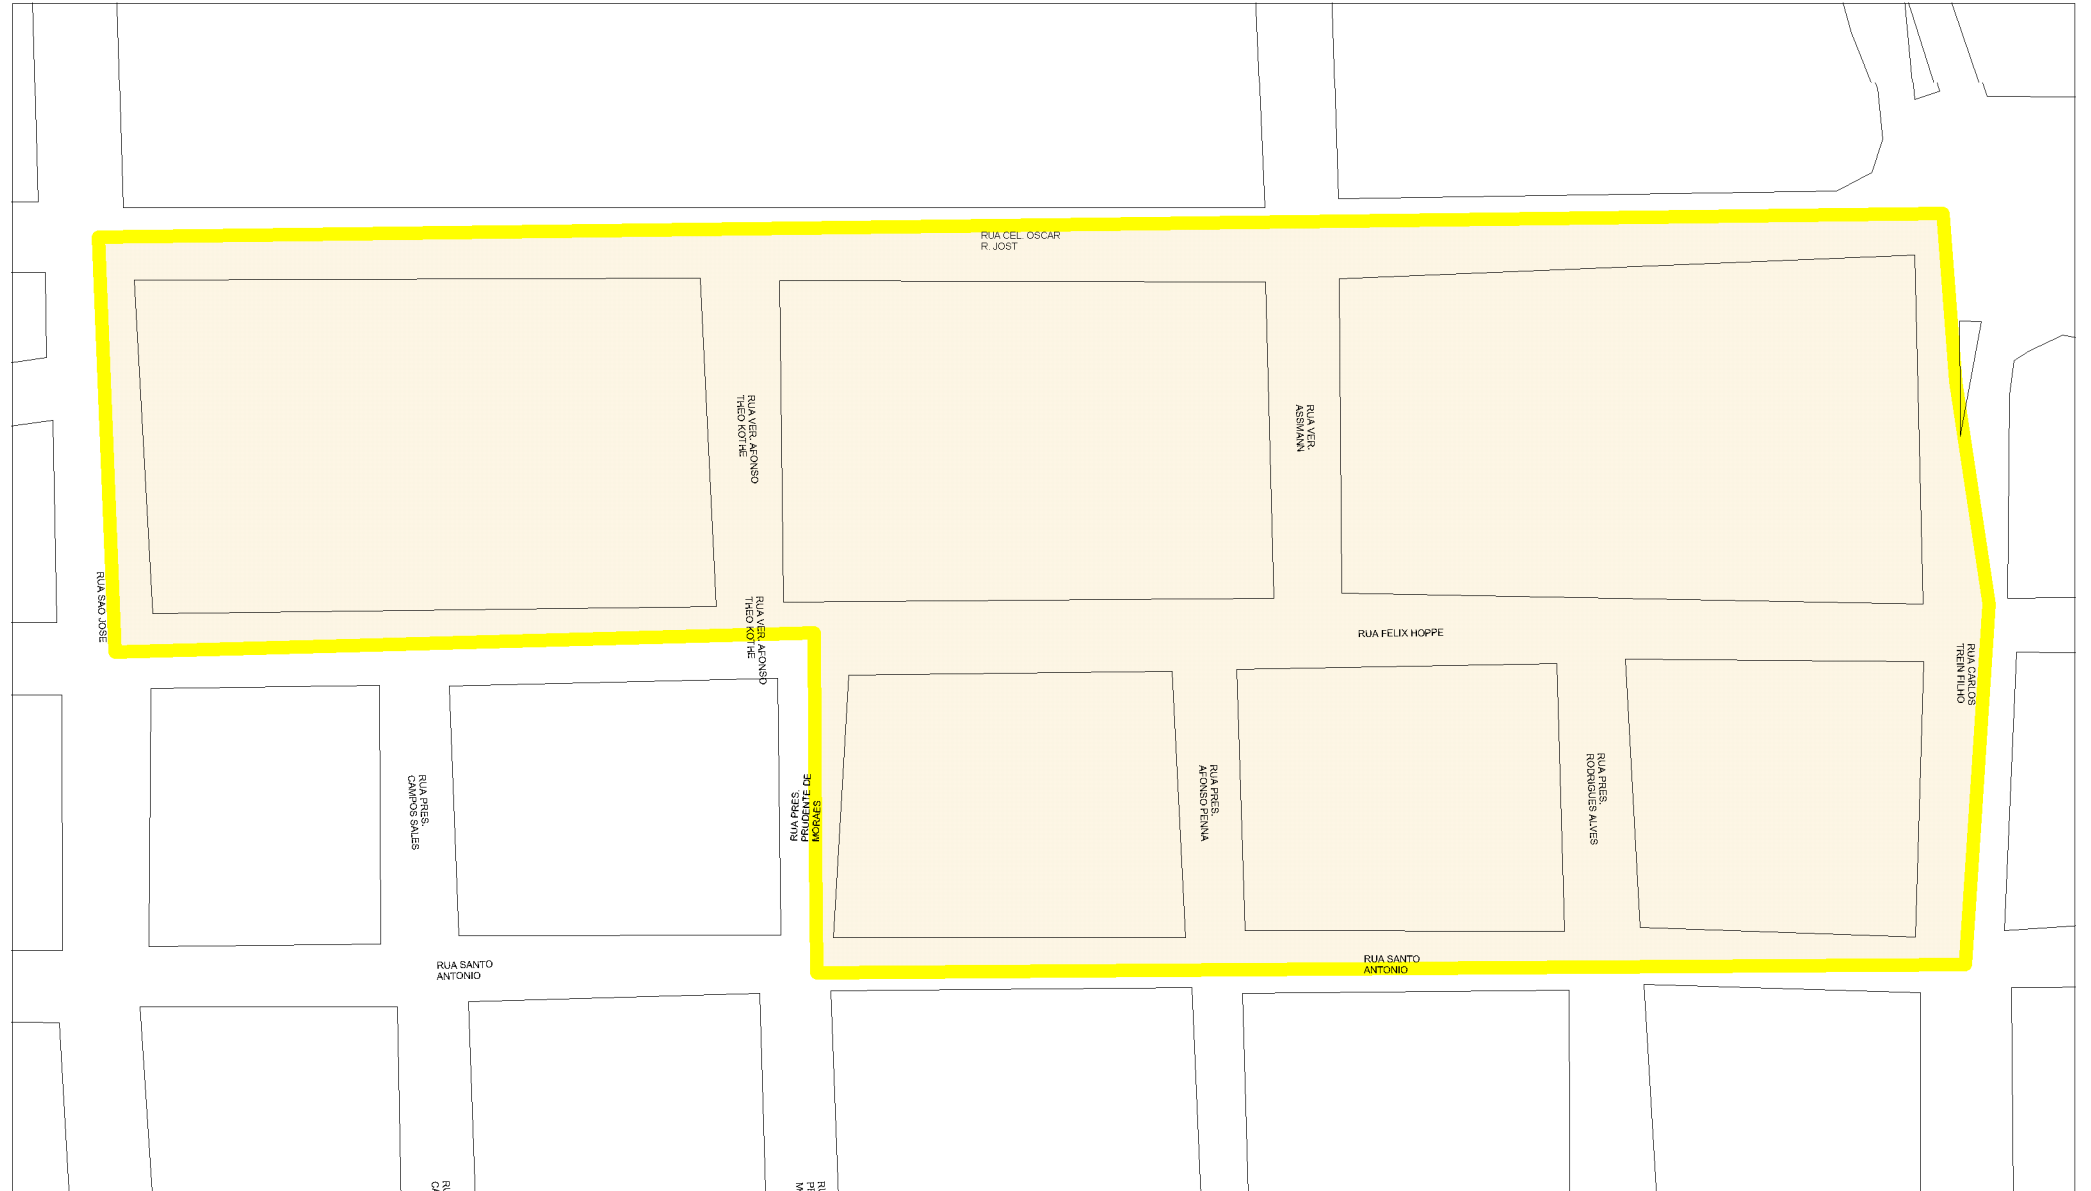 RUA CEL. OSCAR
R. JOST
RUA VER. AFONSO
THEO KOTHE
RUA VER.
ASSMANN
RUA SAO JOSE
RUA VER. AFONSO
THEO KOTHE
RUA FELIX HOPPE
RUA CARLOS
TREIN FILHO
RUA PRES.
CAMPOS SALES
RUA PRES.
PRUDENTE DE
MORAES
RUA PRES.
AFONSO PENNA
RUA PRES.
RODRIGUES ALVES
RUA SANTO
ANTONIO
RUA SANTO
ANTONIO